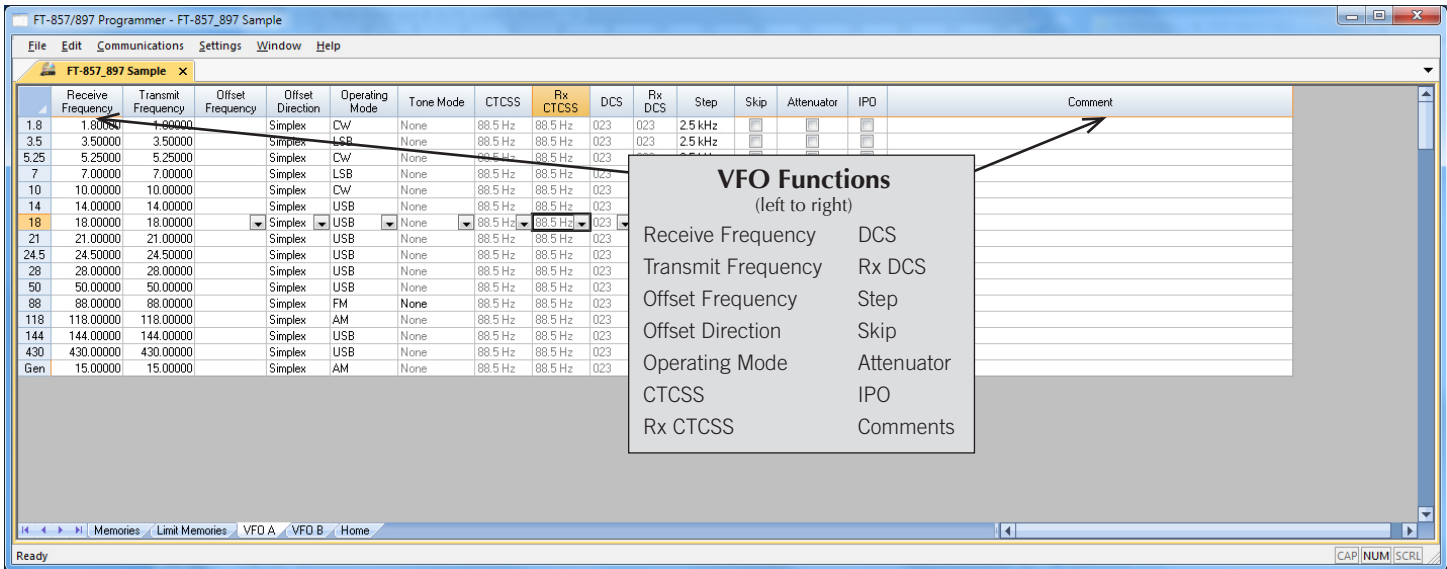 FT-857/897 Programmer - FT-857_897 Sample
File Edit Communications Settings Window Help
FT-857_897 Sample X
Receive Frequency Transmit Frequency Offset Frequency Offset Direction Operating Mode Tone Mode CTCSS Rx CTCSS DCS Rx DCS Step Skip Attenuator IPO Comment
1.8 1.80000 1.80000 Simplex CW None 88.5 Hz 88.5 Hz 023 023 2.5 kHz
3.5 3.50000 3.50000 Simplex LSB None 88.5 Hz 88.5 Hz 023 023 2.5 kHz
5.25 5.25000 5.25000 Simplex CW None 88.5 Hz 88.5 Hz 023
7 7.00000 7.00000 Simplex LSB None 88.5 Hz 88.5 Hz 023
10 10.00000 10.00000 Simplex CW None 88.5 Hz 88.5 Hz 023
14 14.00000 14.00000 Simplex USB None 88.5 Hz 88.5 Hz 023
18 18.00000 18.00000 Simplex USB None 88.5 Hz 88.5 Hz 023
21 21.00000 21.00000 Simplex USB None 88.5 Hz 88.5 Hz 023
24.5 24.50000 24.50000 Simplex USB None 88.5 Hz 88.5 Hz 023
28 28.00000 28.00000 Simplex USB None 88.5 Hz 88.5 Hz 023
50 50.00000 50.00000 Simplex USB None 88.5 Hz 88.5 Hz 023
88 88.00000 88.00000 Simplex FM None 88.5 Hz 88.5 Hz 023
118 118.00000 118.00000 Simplex AM None 88.5 Hz 88.5 Hz 023
144 144.00000 144.00000 Simplex USB None 88.5 Hz 88.5 Hz 023
430 430.00000 430.00000 Simplex USB None 88.5 Hz 88.5 Hz 023
Gen 15.00000 15.00000 Simplex AM None 88.5 Hz 88.5 Hz 023
VFO Functions
(left to right)
Receive Frequency DCS
Transmit Frequency Rx DCS
Offset Frequency Step
Offset Direction Skip
Operating Mode Attenuator
CTCSS IPO
Rx CTCSS Comments
Memories Limit Memories VFO A VFO B Home
Ready CAP NUM SCRL